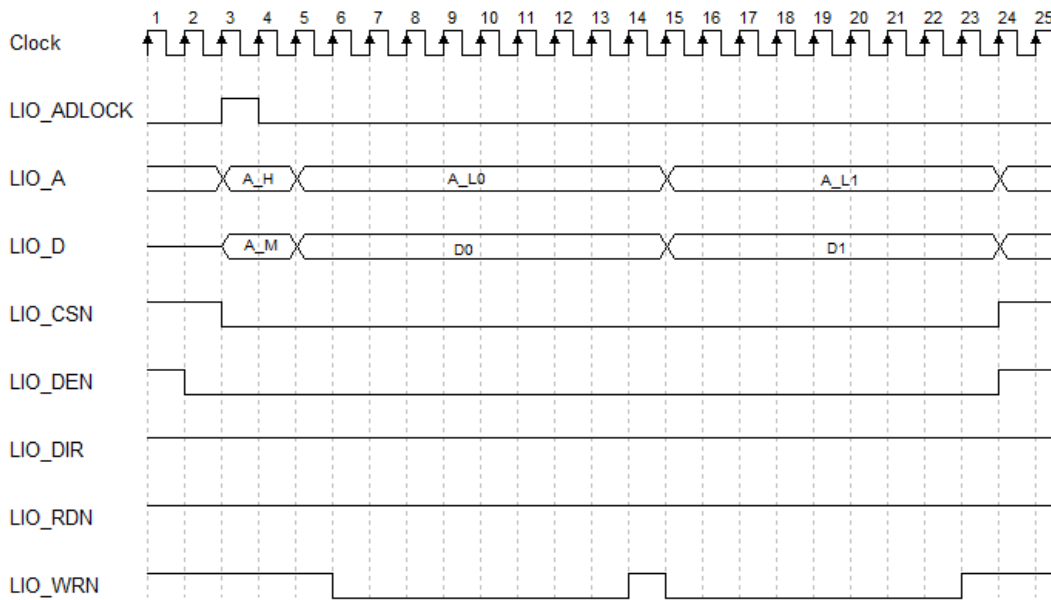 1 2 3 4 5 6 7 8 9 10 11 12 13 14 15 16 17 18 19 20 21 22 23 24 25
Clock
LIO_ADLOCK
LIO_A A_H A_L0 A_L1
LIO_D A_M D0 D1
LIO_CSN
LIO_DEN
LIO_DIR
LIO_RDN
LIO_WRN